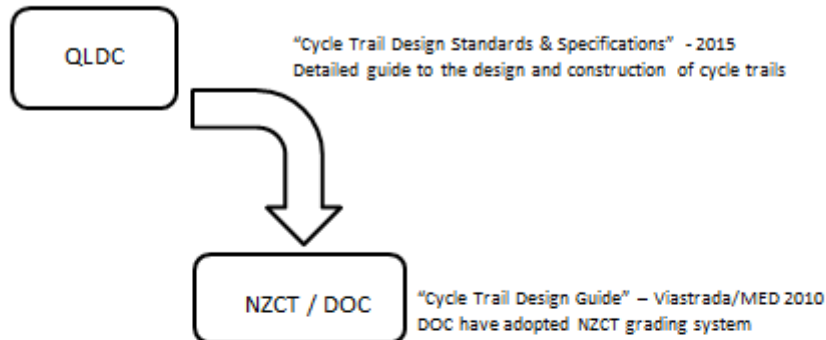 QLDC
“Cycle Trail Design Standards & Specifications” - 2015
Detailed guide to the design and construction of cycle trails
NZCT / DOC
“Cycle Trail Design Guide” – Viastrada/MED 2010
DOC have adopted NZCT grading system